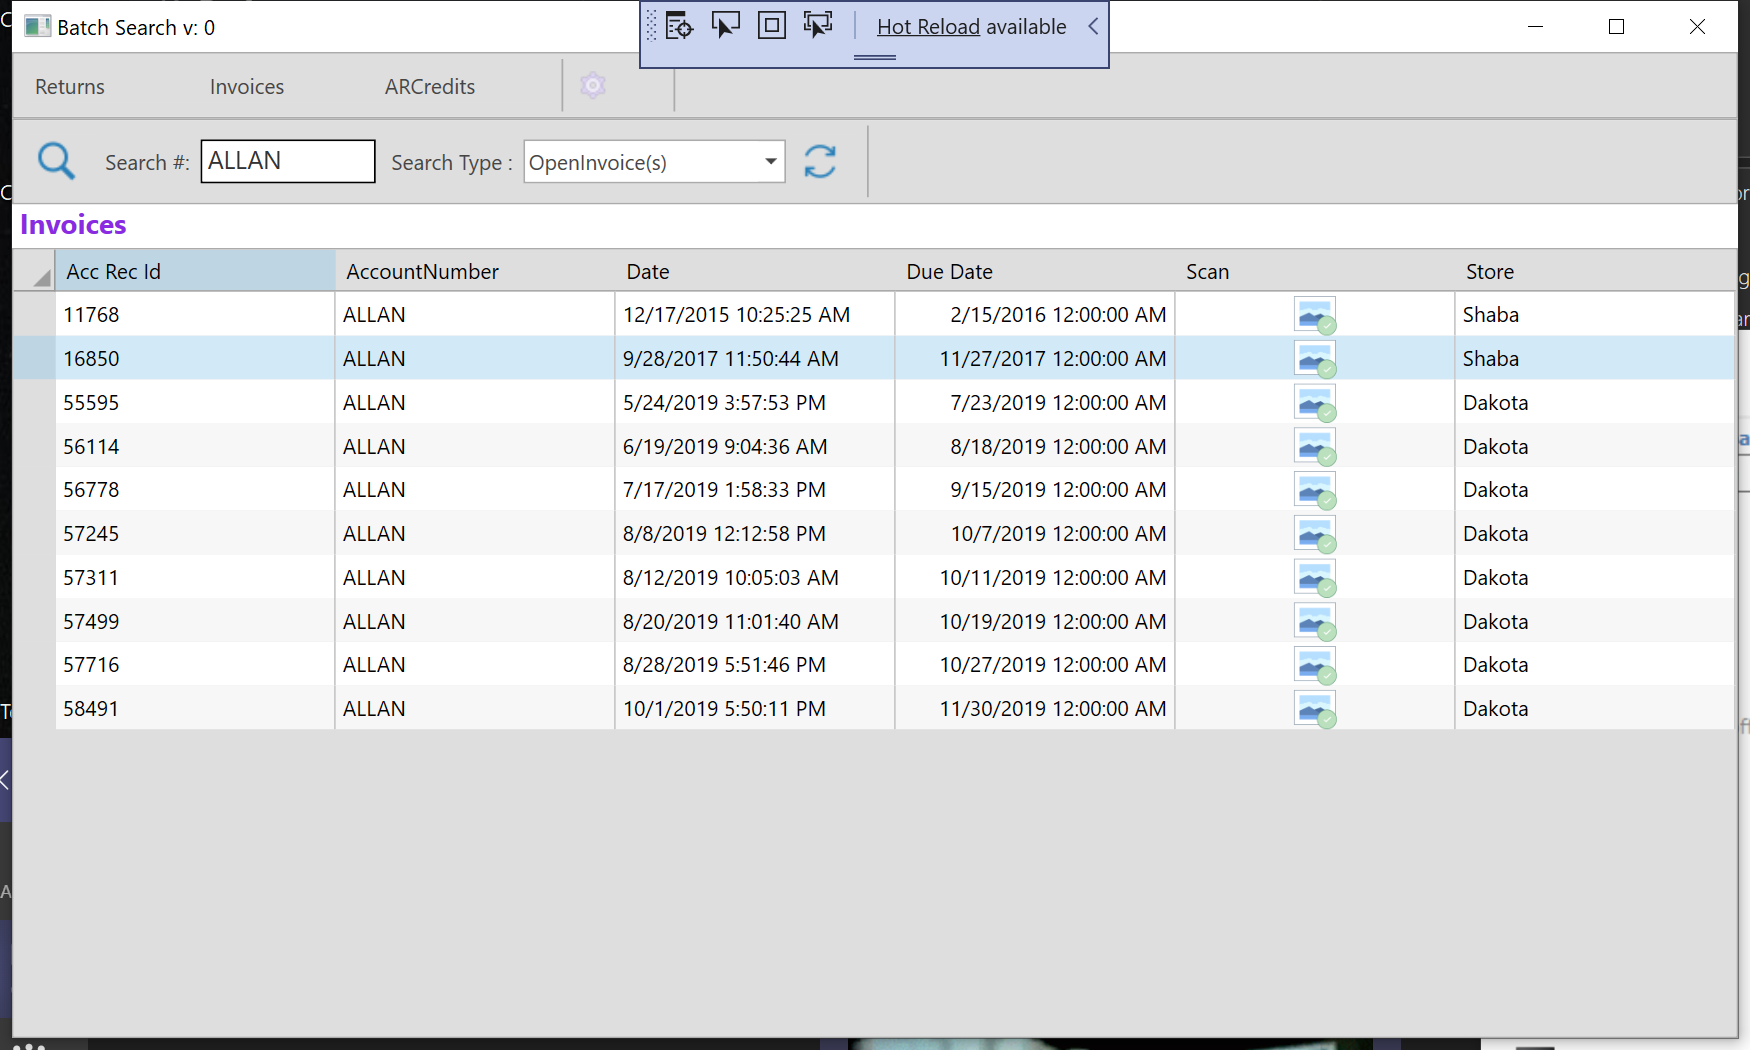 Batch Search v: 0
Hot Reload available
Returns Invoices ARCredits
Search #: ALLAN Search Type : OpenInvoice(s)
Invoices
Acc Rec Id AccountNumber Date Due Date Scan Store
11768 ALLAN 12/17/2015 10:25:25 AM 2/15/2016 12:00:00 AM Shaba
16850 ALLAN 9/28/2017 11:50:44 AM 11/27/2017 12:00:00 AM Shaba
55595 ALLAN 5/24/2019 3:57:53 PM 7/23/2019 12:00:00 AM Dakota
56114 ALLAN 6/19/2019 9:04:36 AM 8/18/2019 12:00:00 AM Dakota
56778 ALLAN 7/17/2019 1:58:33 PM 9/15/2019 12:00:00 AM Dakota
57245 ALLAN 8/8/2019 12:12:58 PM 10/7/2019 12:00:00 AM Dakota
57311 ALLAN 8/12/2019 10:05:03 AM 10/11/2019 12:00:00 AM Dakota
57499 ALLAN 8/20/2019 11:01:40 AM 10/19/2019 12:00:00 AM Dakota
57716 ALLAN 8/28/2019 5:51:46 PM 10/27/2019 12:00:00 AM Dakota
58491 ALLAN 10/1/2019 5:50:11 PM 11/30/2019 12:00:00 AM Dakota